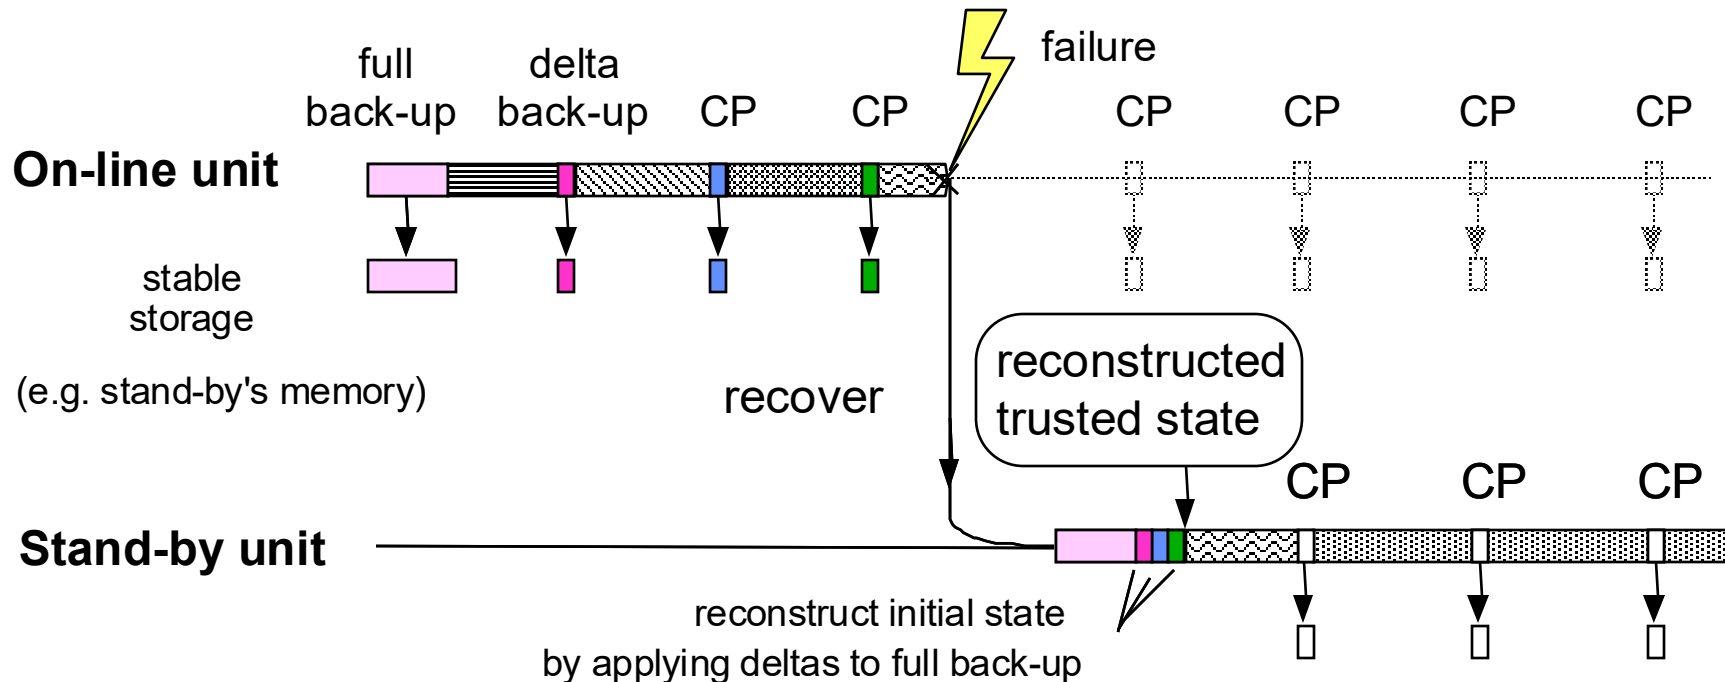 failure
full
back-up
delta
back-up
CP
CP
CP
CP
CP
CP
On-line unit
stable
storage
(e.g. stand-by's memory)
recover
reconstructed
trusted state
CP
CP
CP
Stand-by unit
reconstruct initial state
by applying deltas to full back-up